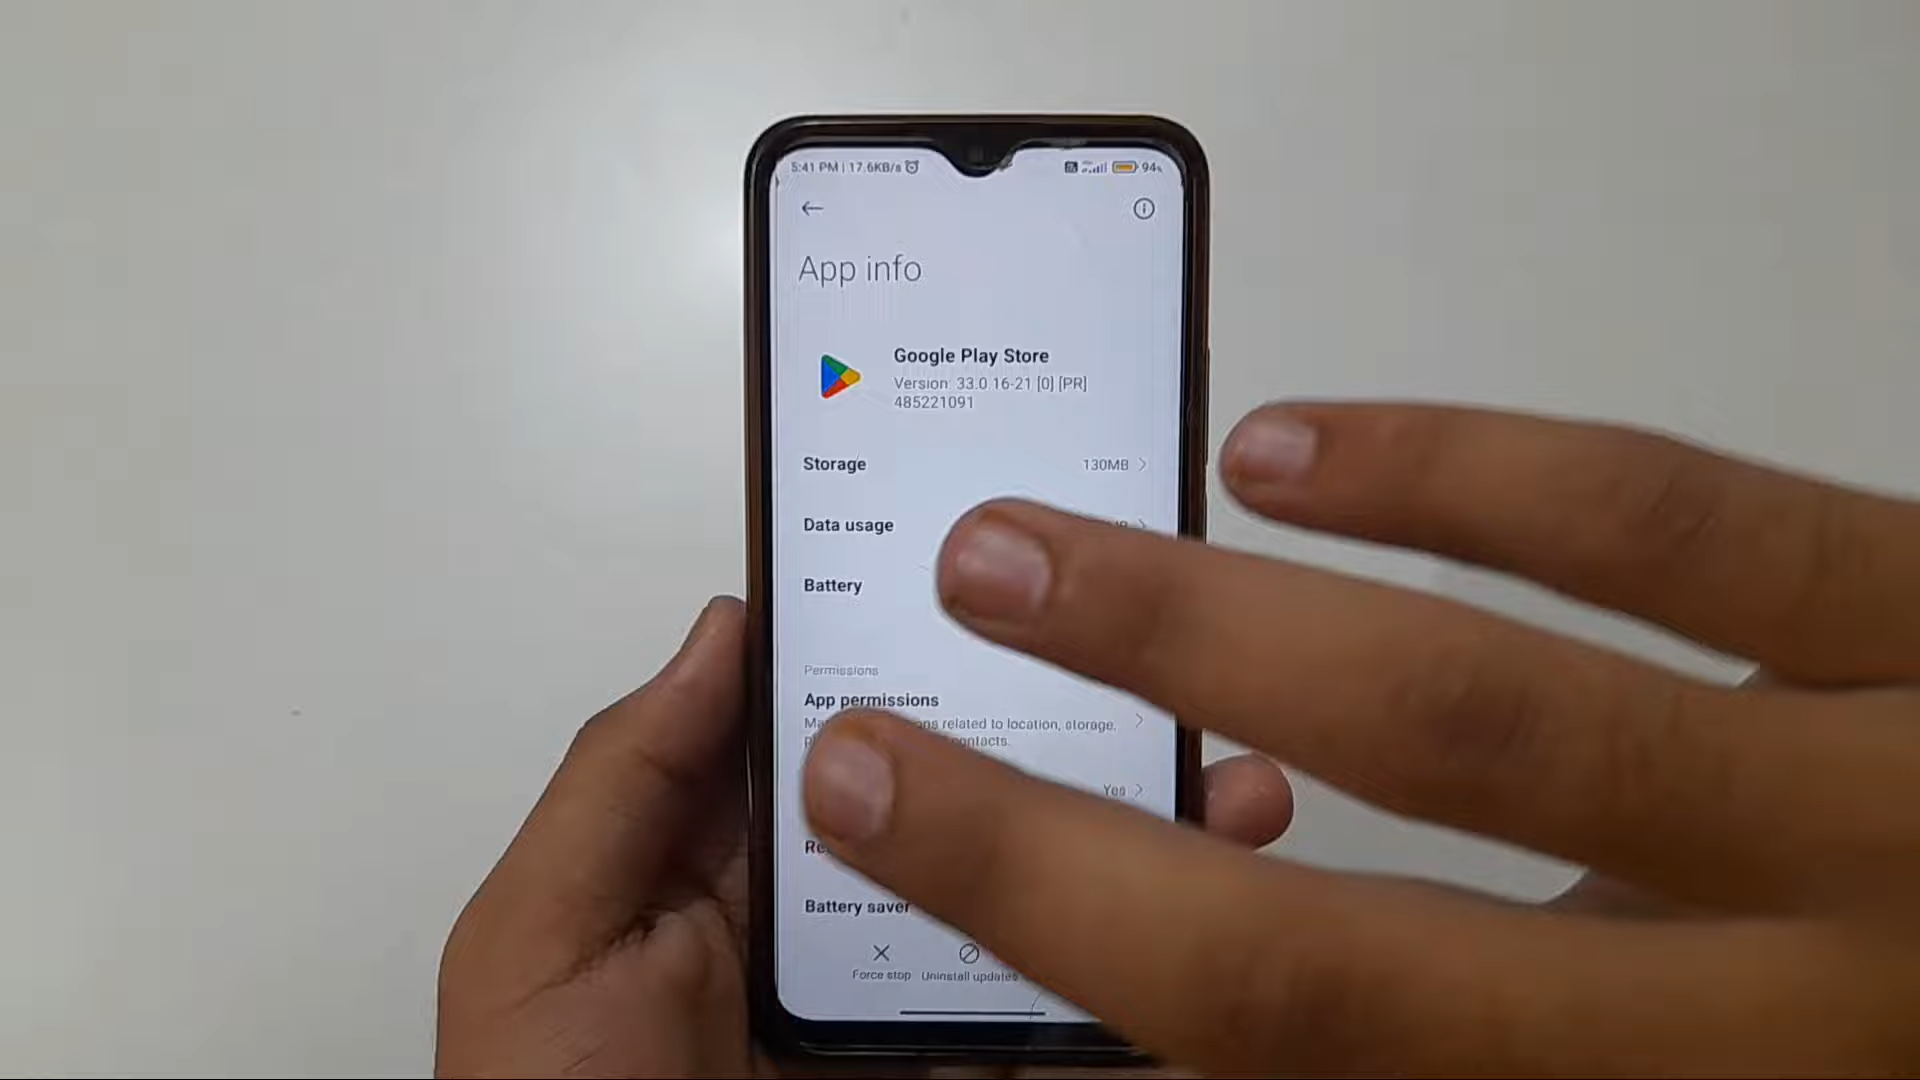 5:41 PM | 17.6KB/s
94%
App info
Google Play Store
Version: 33.0.16-21 [0] [PR]
485221091
Storage
130MB
Data usage
Battery
Permissions
App permissions
related to location, storage,
contacts.
Yes
Battery saver
Force stop
Uninstall updates